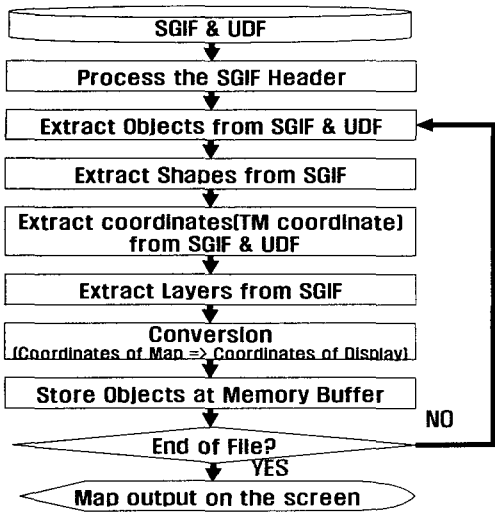 SGIF & UDF
Process the SGIF Header
Extract Objects from SGIF & UDF
Extract Shapes from SGIF
Extract coordinates(TM coordinate)
from SGIF & UDF
Extract Layers from SGIF
Conversion
(Coordinates of Map => Coordinates of Display)
Store Objects at Memory Buffer
NO
End of File?
YES
Map output on the screen